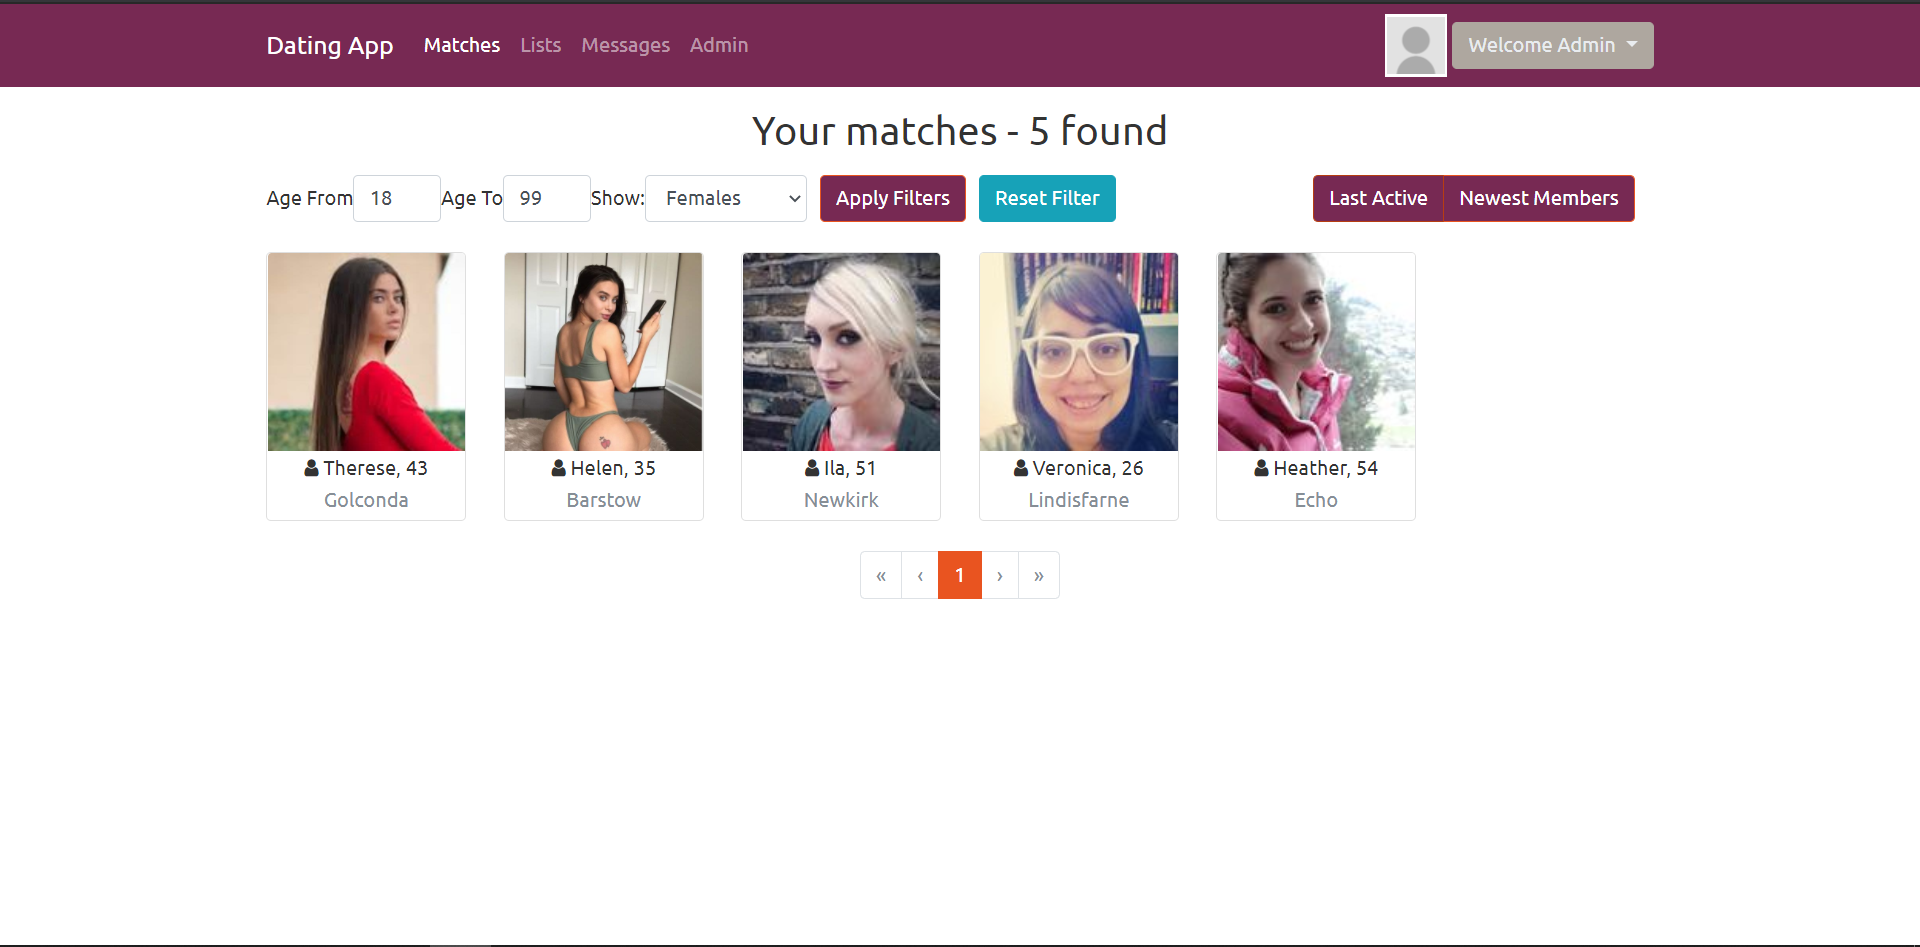 Dating App Matches Lists Messages Admin Welcome Admin
Your matches - 5 found
Age From 18 Age To 99 Show: Females Apply Filters Reset Filter Last Active Newest Members
Therese, 43
Golconda
Helen, 35
Barstow
Ila, 51
Newkirk
Veronica, 26
Lindisfarne
Heather, 54
Echo
« ‹ 1 › »